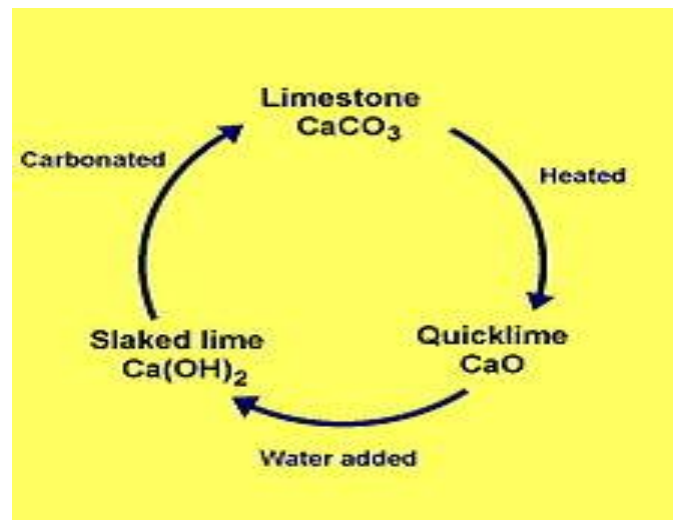 Limestone
CaCO₃
Carbonated
Heated
Slaked lime
Ca(OH)₂
Quicklime
CaO
Water added